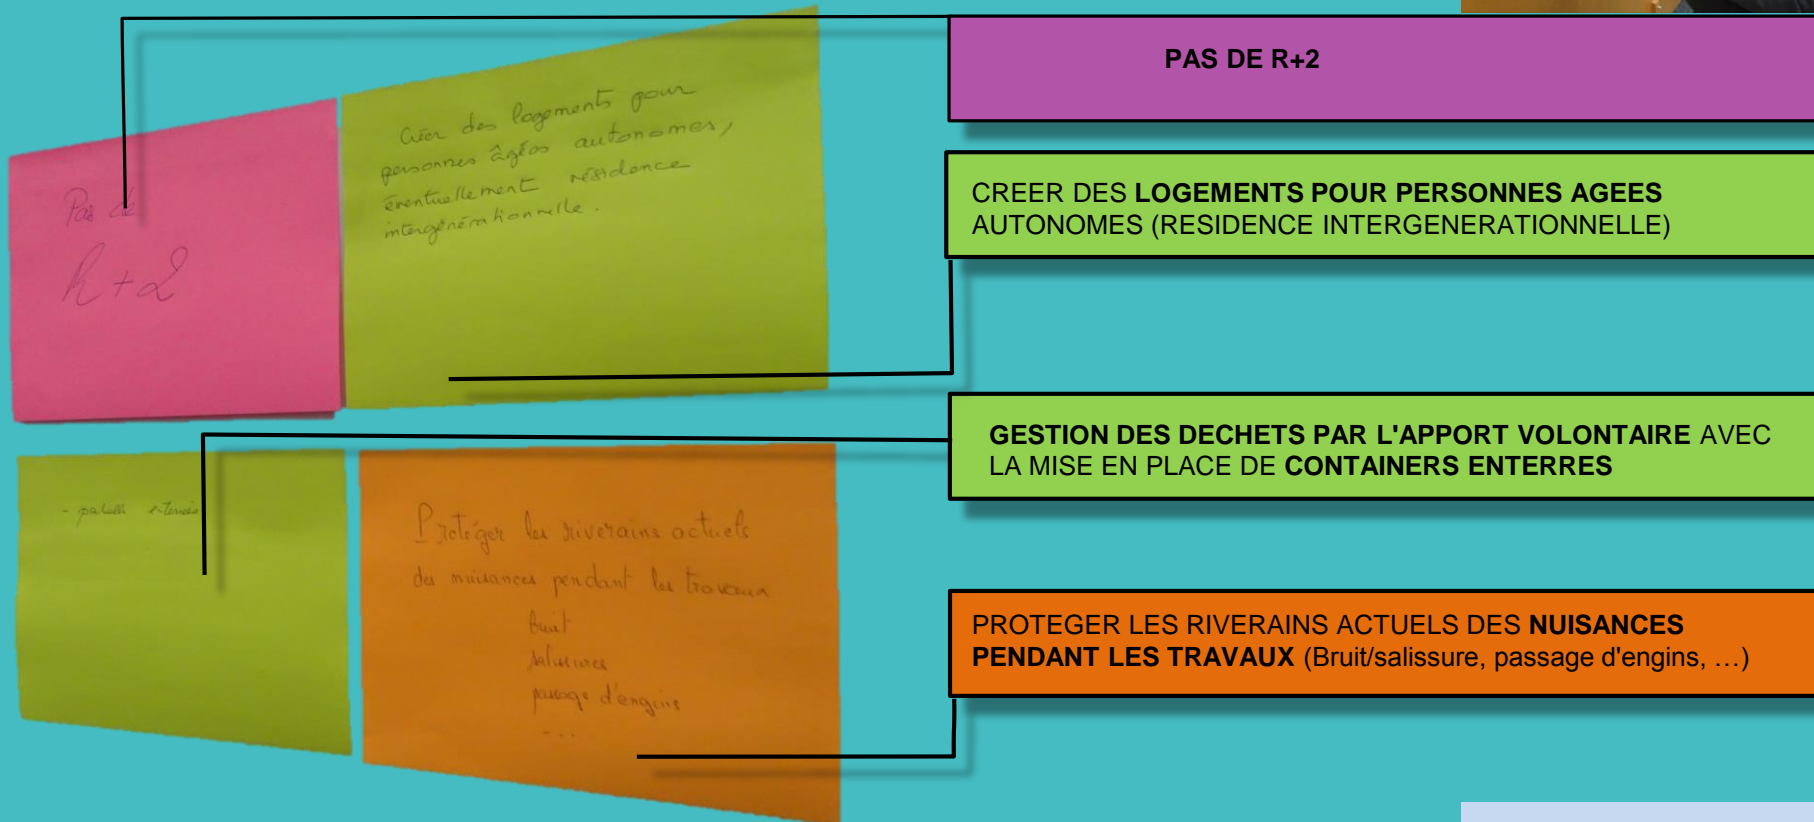 Pas de
R+2
Créer des logements pour
personnes âgées autonomes,
éventuellement résidence
intergénérationnelle.
-
Protéger les riverains actuels
des nuisances pendant les travaux
bruit
salissures
passage d'engins
...
PAS DE R+2
CREER DES LOGEMENTS POUR PERSONNES AGEES
AUTONOMES (RESIDENCE INTERGENERATIONNELLE)
GESTION DES DECHETS PAR L'APPORT VOLONTAIRE AVEC
LA MISE EN PLACE DE CONTAINERS ENTERRES
PROTEGER LES RIVERAINS ACTUELS DES NUISANCES
PENDANT LES TRAVAUX (Bruit/salissure, passage d'engins, …)